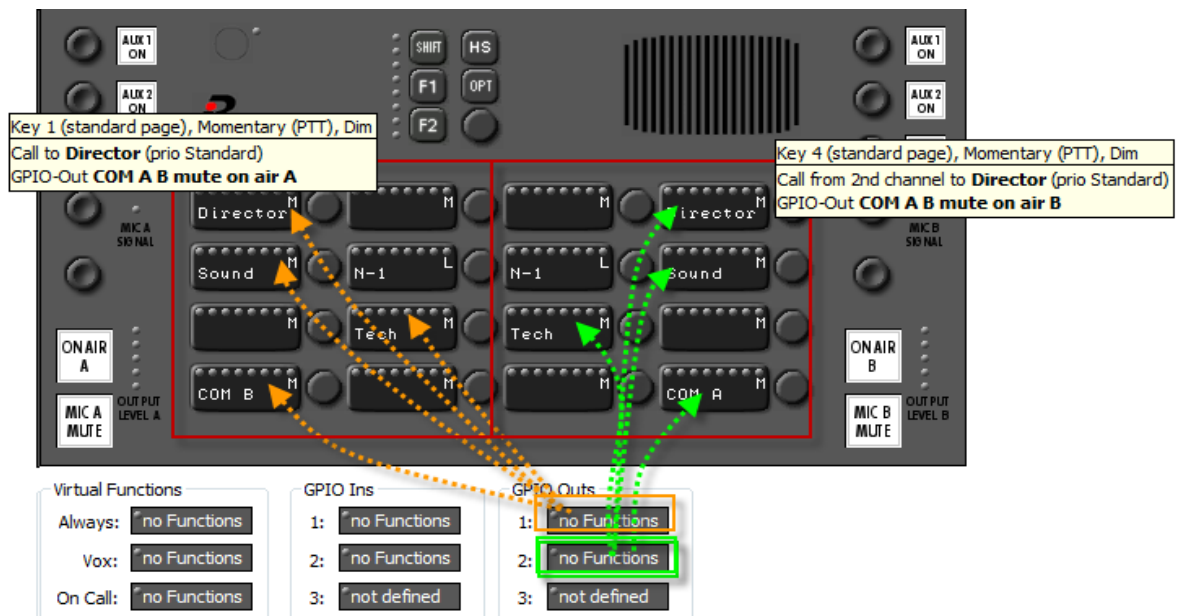 AUX 1
ON
SHIFT
HS
AUX 1
ON
AUX 2
ON
F1
OPT
AUX 2
ON
F2
Key 1 (standard page), Momentary (PTT), Dim
Call to Director (prio Standard)
GPIO-Out COM A B mute on air A
Key 4 (standard page), Momentary (PTT), Dim
Call from 2nd channel to Director (prio Standard)
GPIO-Out COM A B mute on air B
Director M
M
M
Director M
MIC A
SIGNAL
MIC B
SIGNAL
Sound M
N-1 L
N-1 L
Sound M
M
Tech M
Tech M
M
ON AIR
A
ON AIR
B
COM B M
M
M
COM A M
OUTPUT
LEVEL A
OUTPUT
LEVEL B
MIC A
MUTE
MIC B
MUTE
Virtual Functions
GPIO Ins
GPIO Outs
Always: no Functions
1: no Functions
1: no Functions
Vox: no Functions
2: no Functions
2: no Functions
On Call: no Functions
3: not defined
3: not defined